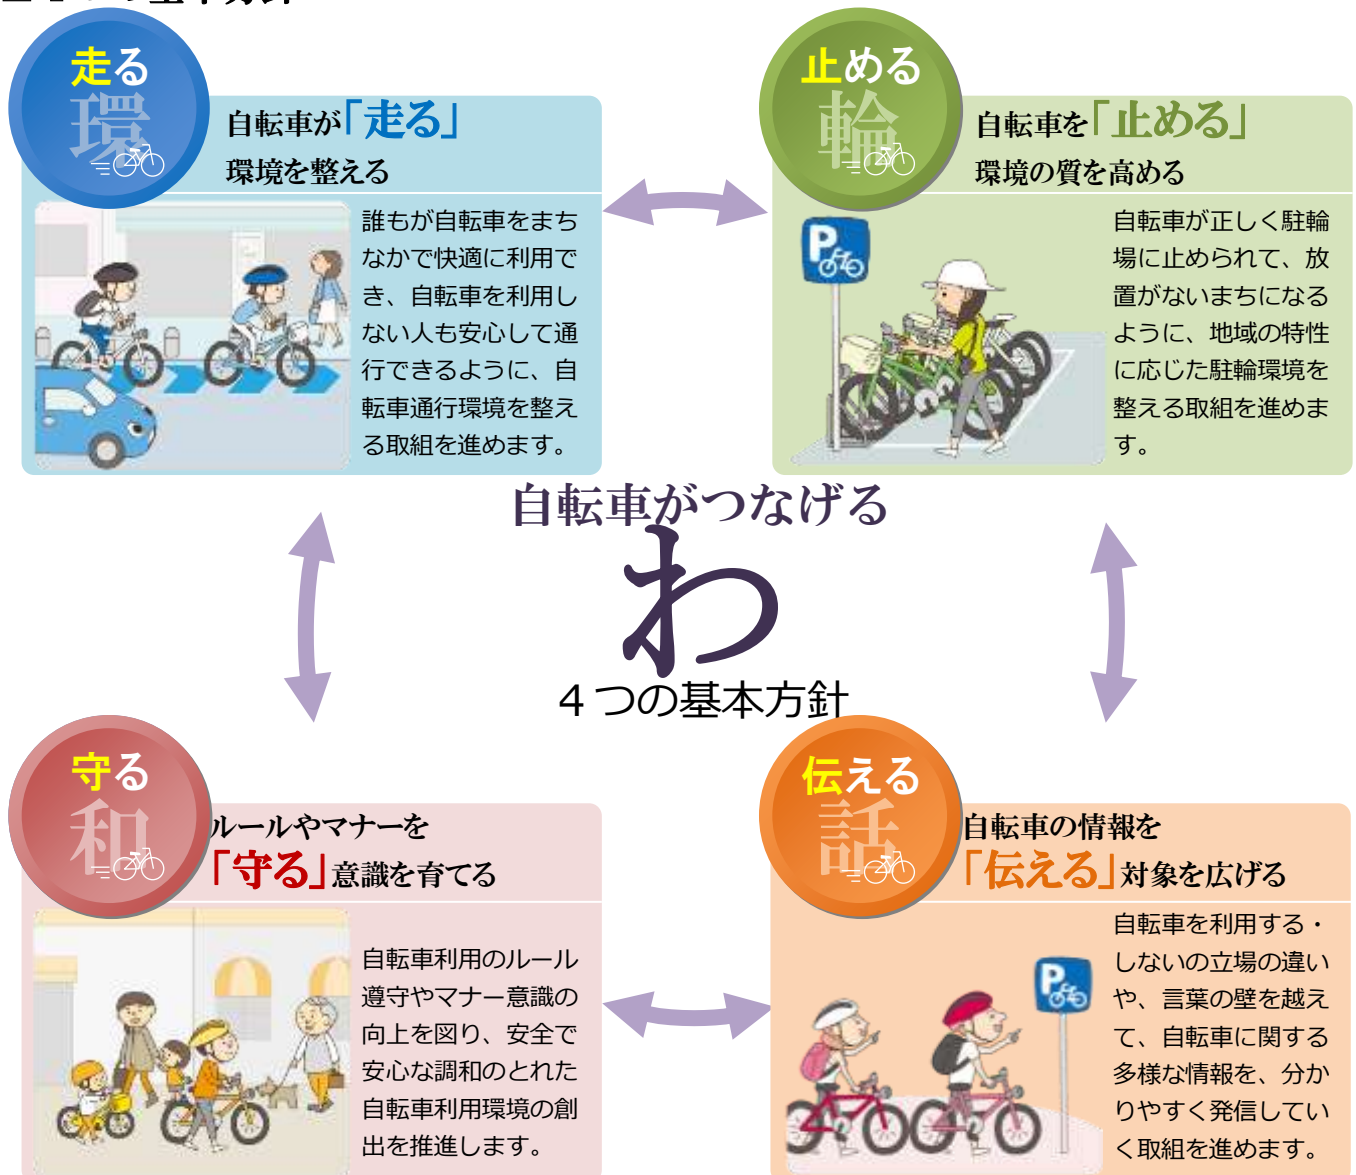 走る
環
自転車が「走る」
環境を整える
誰もが自転車をまち
なかで快適に利用で
き、自転車を利用し
ない人も安心して通
行できるように、自
転車通行環境を整え
る取組を進めます。
止める
輪
自転車を「止める」
環境の質を高める
P
自転車が正しく駐輪
場に止められて、放
置がないまちになる
ように、地域の特性
に応じた駐輪環境を
整える取組を進めま
す。
自転車がつなげる
わ
４つの基本方針
守る
和
ルールやマナーを
「守る」意識を育てる
自転車利用のルール
遵守やマナー意識の
向上を図り、安全で
安心な調和のとれた
自転車利用環境の創
出を推進します。
伝える
話
自転車の情報を
「伝える」対象を広げる
P
自転車を利用する・
しないの立場の違い
や、言葉の壁を越え
て、自転車に関する
多様な情報を、分か
りやすく発信してい
く取組を進めます。